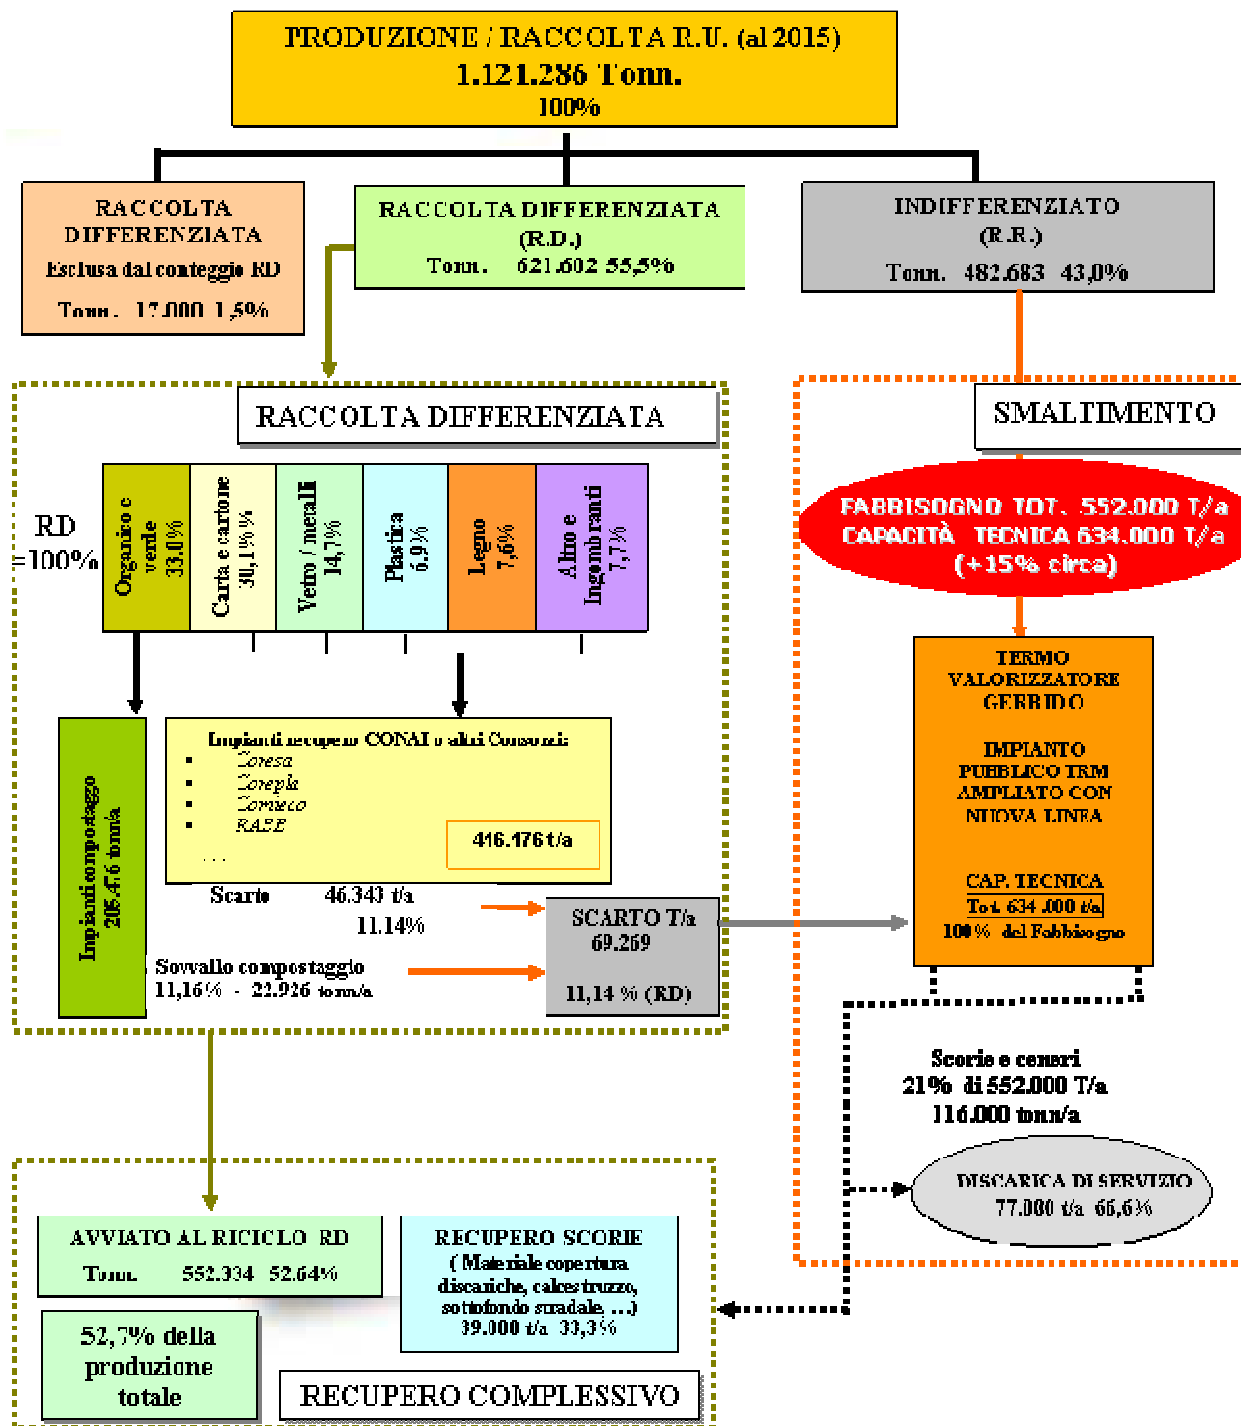 PRODUZIONE / RACCOLTA R.U. (al 2015)
1.121.286 Tonn.
100%
RACCOLTA
DIFFERENZIATA
Esclusa dal conteggio RD
Tonn. 17.000 1,5%
RACCOLTA DIFFERENZIATA
(R.D.)
Tonn. 621.602 55,5%
INDIFFERENZIATO
(R.R.)
Tonn. 482.683 43,0%
RACCOLTA DIFFERENZIATA
RD
=100%
Organico e
verde
33.0%
Carta e cartone
30,1%%
Vetro / metalli
14,7%
Plastica
6.9%
Legno
7,6%
Altro e
Ingombranti
7,7%
Impianti compostaggo
205.476 tonn/a
Impianti recupero CONAI o altri Consorzi:
▪ Coresa
▪ Corepla
▪ Comieco
▪ RAEE
...
416.176 t/a
Scarto 46.343 t/a
11.14%
Sovvallo compostaggio
11,16% - 22.926 tonn/a
SCARTO T/a
69.269
11,14 % (RD)
SMALTIMENTO
FABBISOGNO TOT. 552.000 T/a
CAPACITÀ TECNICA 634.000 T/a
(+15% circa)
TERMO
VALORIZZATORE
GERBIDO
IMPIANTO
PUBBLICO TRM
AMPLIATO CON
NUOVA LINEA
CAP. TECNICA
Tot. 634.000 t/a
100% del Fabbisogno
Scorie e ceneri
21% di 552.000 T/a
116.000 tonn/a
DISCARICA DI SERVIZIO
77.000 t/a 66,6%
AVVIATO AL RICICLO RD
Tonn. 552.334 52.64%
52,7% della
produzione
totale
RECUPERO SCORIE
( Materiale copertura
discariche, calcestruzzo,
sottofondo stradale, ...)
39.000 t/a 33,3%
RECUPERO COMPLESSIVO